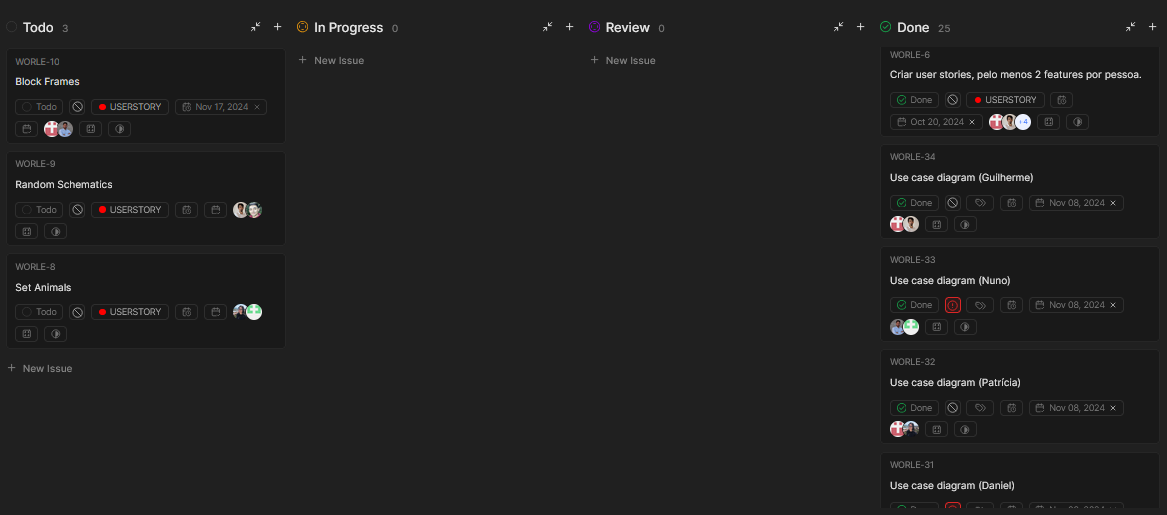 Todo 3
WORLE-10
Block Frames
Todo
USERSTORY
Nov 17, 2024
WORLE-9
Random Schematics
Todo
USERSTORY
WORLE-8
Set Animals
Todo
USERSTORY
New Issue
In Progress 0
New Issue
Review 0
New Issue
Done 25
WORLE-6
Criar user stories, pelo menos 2 features por pessoa.
Done
USERSTORY
Oct 20, 2024
+4
WORLE-34
Use case diagram (Guilherme)
Done
Nov 08, 2024
WORLE-33
Use case diagram (Nuno)
Done
Nov 08, 2024
WORLE-32
Use case diagram (Patrícia)
Done
Nov 08, 2024
WORLE-31
Use case diagram (Daniel)